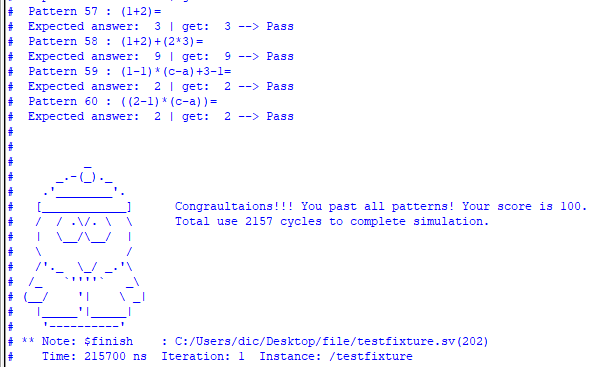 #  Pattern 57 : (1+2)=
#  Expected answer:  3 | get:  3 --> Pass
#  Pattern 58 : (1+2)+(2*3)=
#  Expected answer:  9 | get:  9 --> Pass
#  Pattern 59 : (1-1)*(c-a)+3-1=
#  Expected answer:  2 | get:  2 --> Pass
#  Pattern 60 : ((2-1)*(c-a))=
#  Expected answer:  2 | get:  2 --> Pass
#
#
#          _
#      _.-(_)._
#    .'________'.
#   [____________]      Congraultaions!!! You past all patterns! Your score is 100.
#   /  / .\/. \  \      Total use 2157 cycles to complete simulation.
#   |  \__/\__/  |
#   \            /
#   /'._  \_/ _.'\
#  /_   `''''`   _\
# (__/    '|    \ _|
#   |_____'|_____|
#    '----------'
# ** Note: $finish    : C:/Users/dic/Desktop/file/testfixture.sv(202)
#    Time: 215700 ns  Iteration: 1  Instance: /testfixture